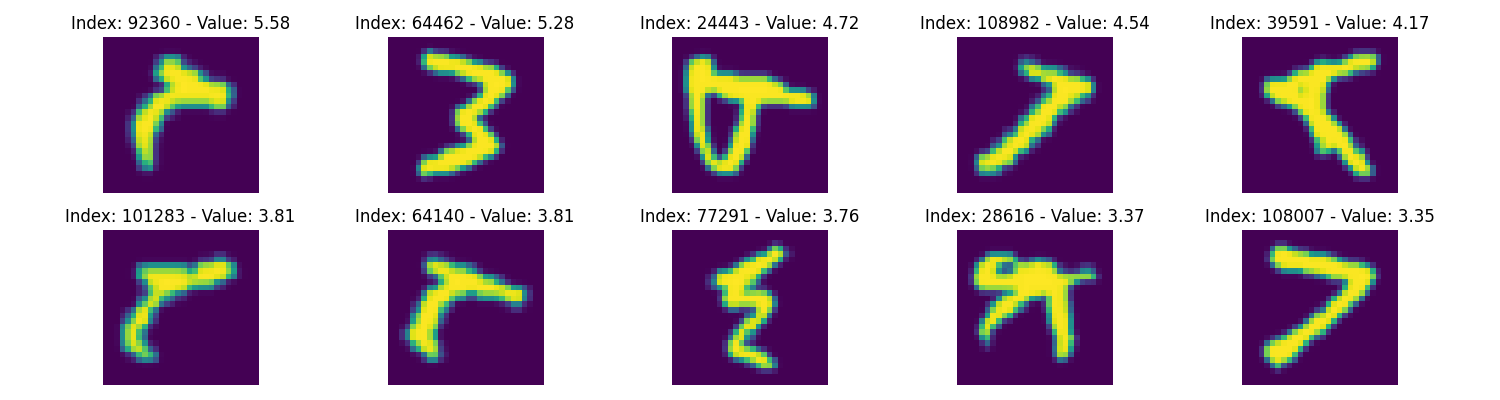 Index: 92360 - Value: 5.58
Index: 64462 - Value: 5.28
Index: 24443 - Value: 4.72
Index: 108982 - Value: 4.54
Index: 39591 - Value: 4.17
Index: 101283 - Value: 3.81
Index: 64140 - Value: 3.81
Index: 77291 - Value: 3.76
Index: 28616 - Value: 3.37
Index: 108007 - Value: 3.35